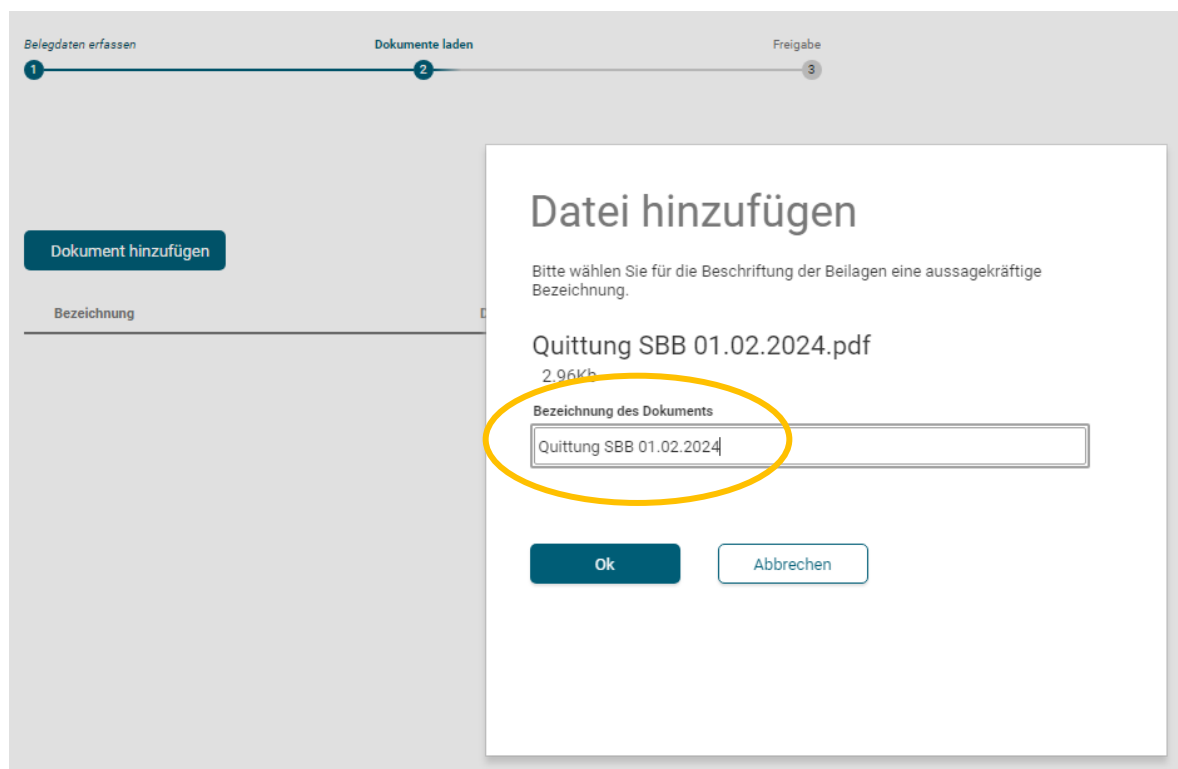 Belegdaten erfassen
Dokumente laden
Freigabe
1
2
3
Dokument hinzufügen
Bezeichnung
Datei hinzufügen
Bitte wählen Sie für die Beschriftung der Beilagen eine aussagekräftige
Bezeichnung.
Quittung SBB 01.02.2024.pdf
2.96Kb
Bezeichnung des Dokuments
Quittung SBB 01.02.2024
Ok
Abbrechen